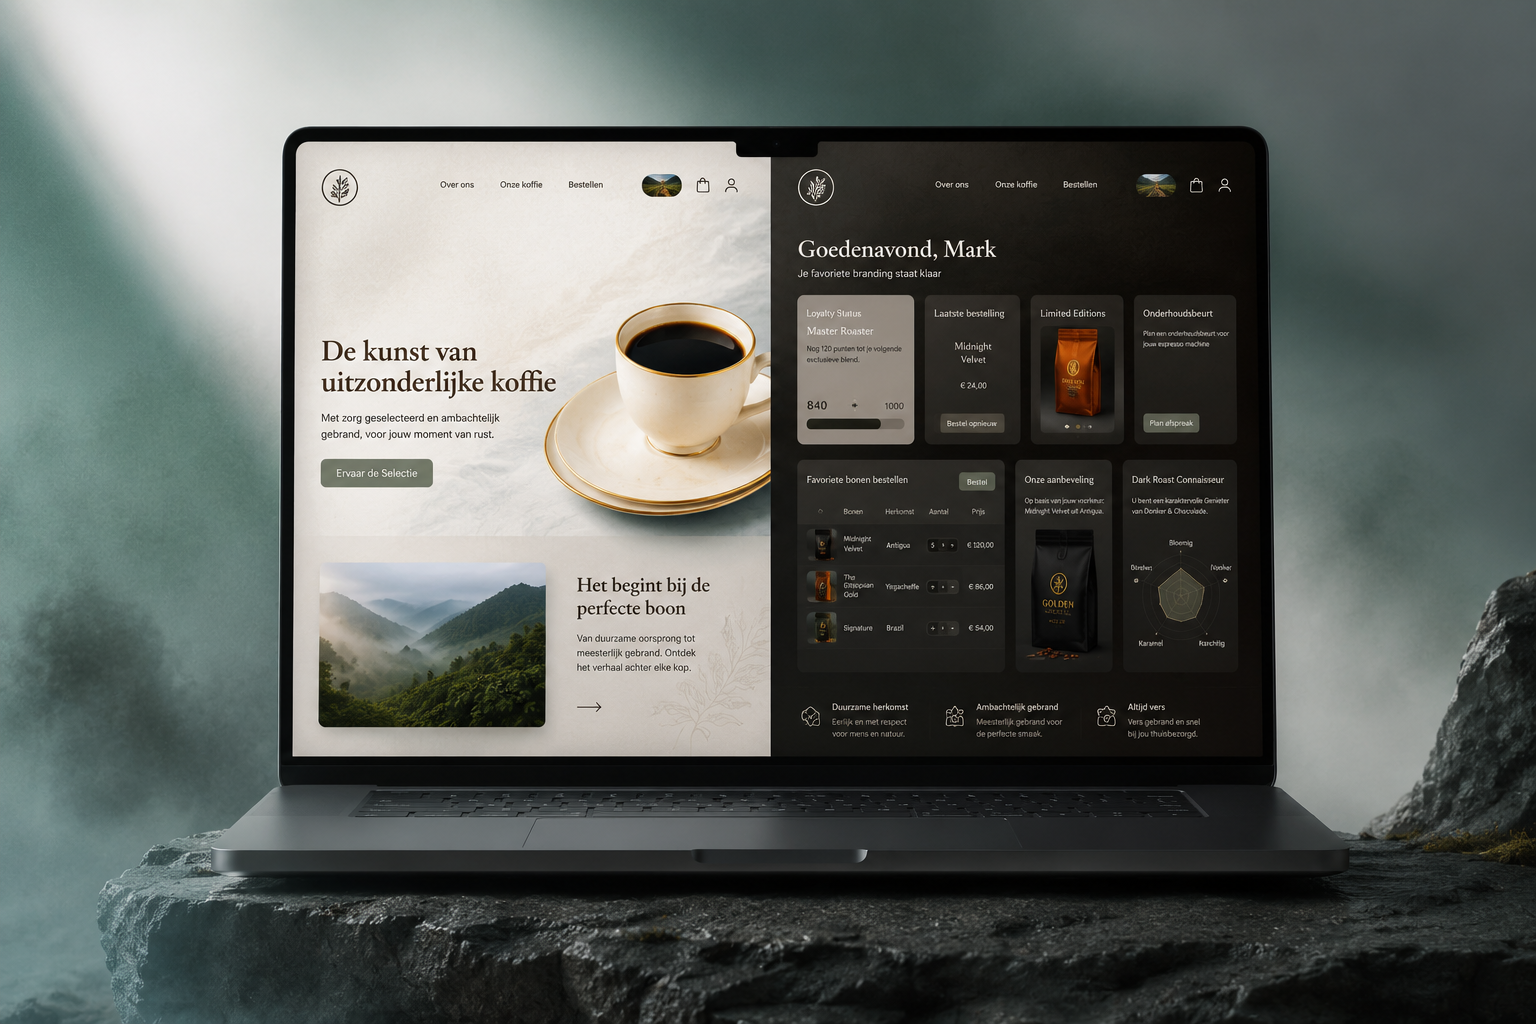 Over ons
Onze koffie
Bestellen
De kunst van
uitzonderlijke koffie
Met zorg geselecteerd en ambachtelijk
gebrand, voor jouw moment van rust.
Ervaar de Selectie
Het begint bij de
perfecte boon
Van duurzame oorsprong tot
meesterlijk gebrand. Ontdek
het verhaal achter elke kop.
Over ons
Onze koffie
Bestellen
Goedenavond, Mark
Je favoriete branding staat klaar
Loyalty Status
Master Roaster
Nog 120 punten tot je volgende
exclusieve blend.
840
1000
Laatste bestelling
Midnight
Velvet
€ 24,00
Bestel opnieuw
Limited Editions
Onderhoudsbeurt
Plan een onderhoudsbeurt voor
jouw espresso machine
Plan afspraak
Favoriete bonen bestellen
Bestel
Bonen
Herkomst
Aantal
Prijs
Midnight
Velvet
Antigua
€ 120,00
The
Gold
€ 86,00
Signature
Brazil
€ 54,00
Onze aanbeveling
Op basis van jouw
Midnight Velvet uit Antigua.
GOLDEN
Dark Roast Connaisseur
U bent een karaktervolle Genieter
van Donker &
Bloemig
Karamel
Duurzame herkomst
Eerlijk en met respect
voor mens en natuur.
Ambachtelijk gebrand
Meesterlijk gebrand voor
de perfecte smaak.
Altijd vers
Vers gebrand en snel
bij jou thuisbezorgd.